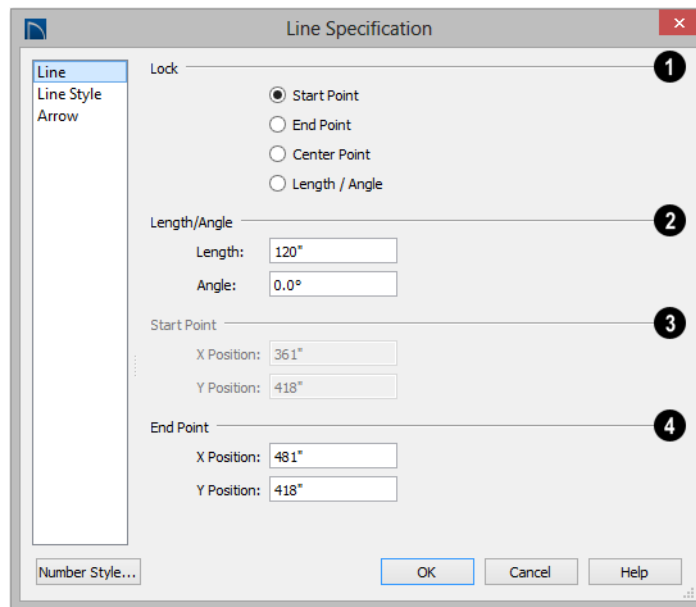 Line Specification
Line
Line Style
Arrow
Lock
1
Start Point
End Point
Center Point
Length / Angle
Length/Angle
2
Length: 120"
Angle: 0.0°
Start Point
3
X Position: 361"
Y Position: 418"
End Point
4
X Position: 481"
Y Position: 418"
Number Style...
OK
Cancel
Help